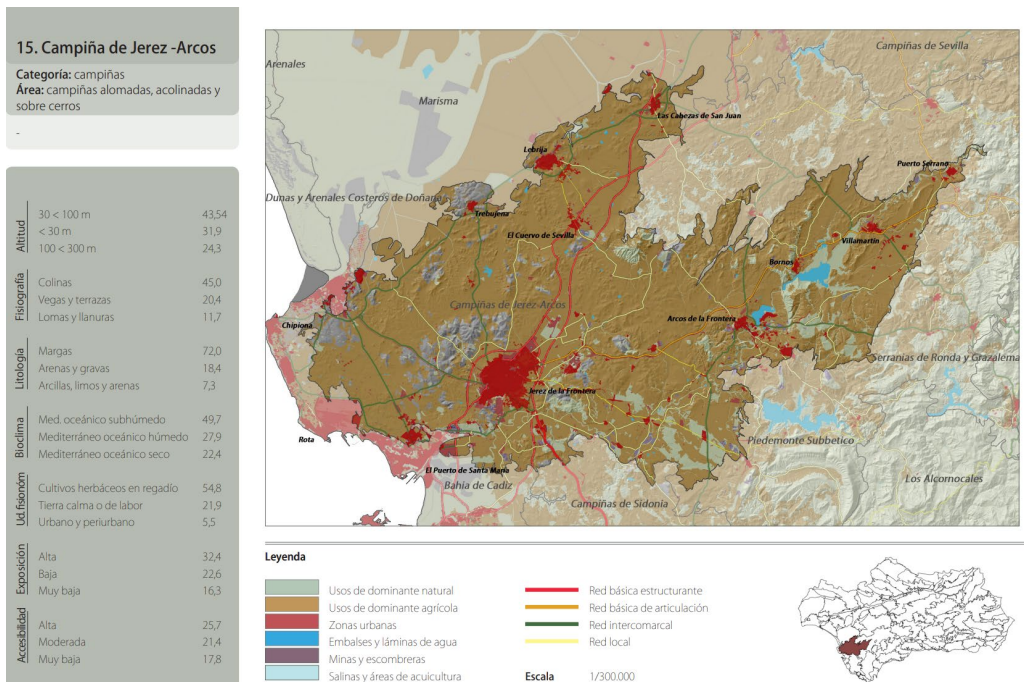 15. Campiña de Jerez -Arcos
Categoría: campiñas
Área: campiñas alomadas, acolinadas y
sobre cerros
-
Altitud
30 < 100 m 43,54
< 30 m 31,9
100 < 300 m 24,3
Fisiografía
Colinas 45,0
Vegas y terrazas 20,4
Lomas y llanuras 11,7
Litología
Margas 72,0
Arenas y gravas 18,4
Arcillas, limos y arenas 7,3
Bioclima
Med. oceánico subhúmedo 49,7
Mediterráneo oceánico húmedo 27,9
Mediterráneo oceánico seco 22,4
Ud.fisionón
Cultivos herbáceos en regadío 54,8
Tierra calma o de labor 21,9
Urbano y periurbano 5,5
Exposición
Alta 32,4
Baja 22,6
Muy baja 16,3
Accesibilidad
Alta 25,7
Moderada 21,4
Muy baja 17,8
Arenales
Campiñas de Sevilla
Marisma
Las Cabezas de San Juan
Lebrija
Puerto Serrano
Dunas y Arenales Costeros de Doñana
Trebujena
El Cuervo de Sevilla
Villamartín
Bornos
Campiñas de Jerez-Arcos
Arcos de la Frontera
Chipiona
Serranías de Ronda y Grazalema
Jerez de la Frontera
Rota
Piedemonte Subbetico
El Puerto de Santa María
Bahia de Cadiz
Los Alcornocales
Campiñas de Sidonia
Leyenda
Usos de dominante natural
Usos de dominante agrícola
Zonas urbanas
Embalses y láminas de agua
Minas y escombreras
Salinas y áreas de acuicultura
Red básica estructurante
Red básica de articulación
Red intercomarcal
Red local
Escala 1/300.000